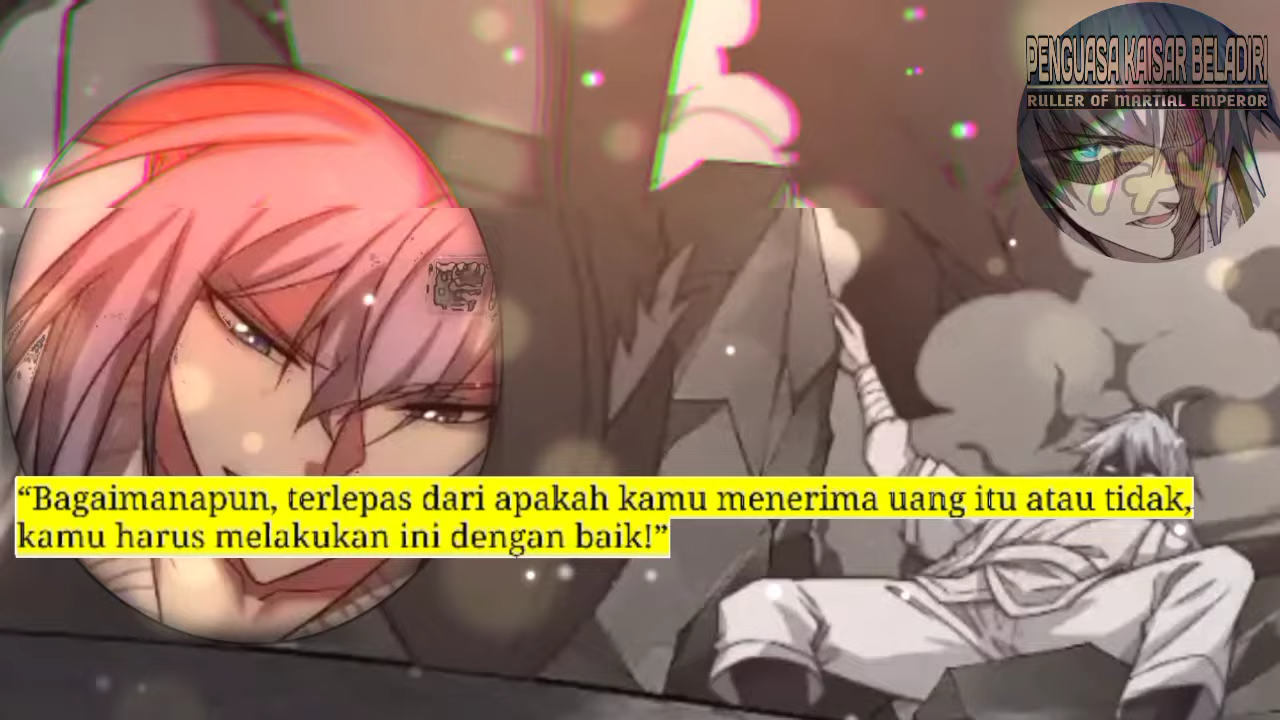 PENGUASA KAISAR BELADIRI
RULLER OF MARTIAL EMPEROR
“Bagaimanapun, terlepas dari apakah kamu menerima uang itu atau tidak,
kamu harus melakukan ini dengan baik!”